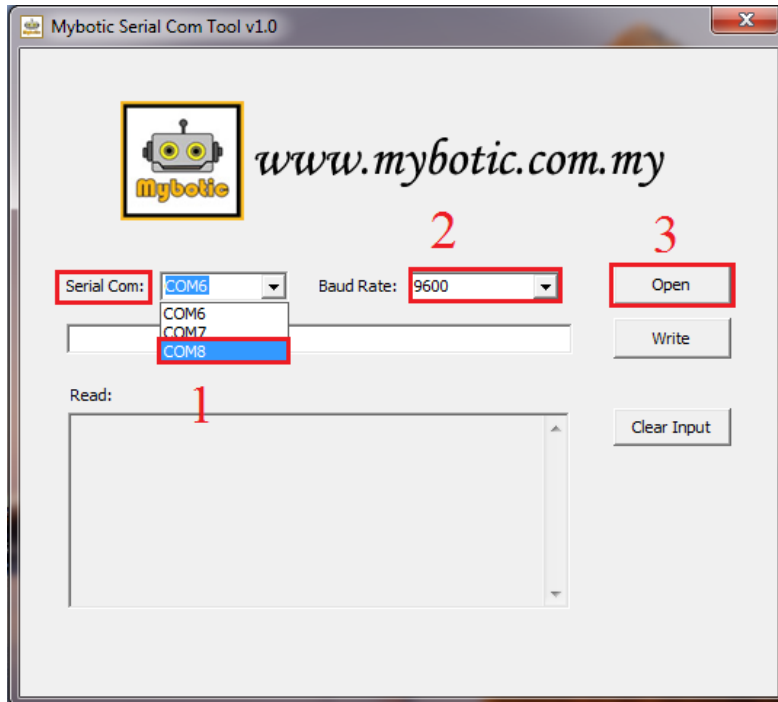 Mybotic Serial Com Tool v1.0
Mybotic
www.mybotic.com.my
2
3
Serial Com: COM6 Baud Rate: 9600 Open
COM6
COM7
COM8
Write
1
Read:
Clear Input